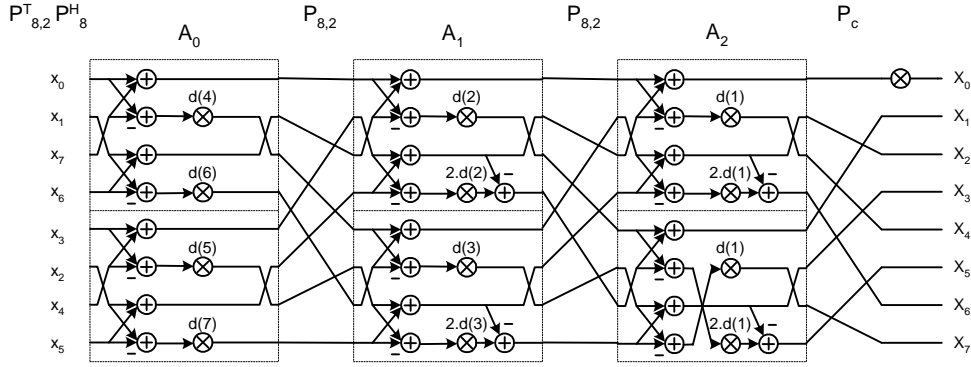 P^T_8,2 P^H_8 P_8,2 P_8,2 P_c
A_0 A_1 A_2
x_0 X_0
d(4) d(2) d(1)
x_1 X_1
x_7 X_2
d(6) 2.d(2) 2.d(1)
x_6 X_3
x_3 X_4
d(5) d(3) d(1)
x_2 X_5
x_4 X_6
d(7) 2.d(3) 2.d(1)
x_5 X_7